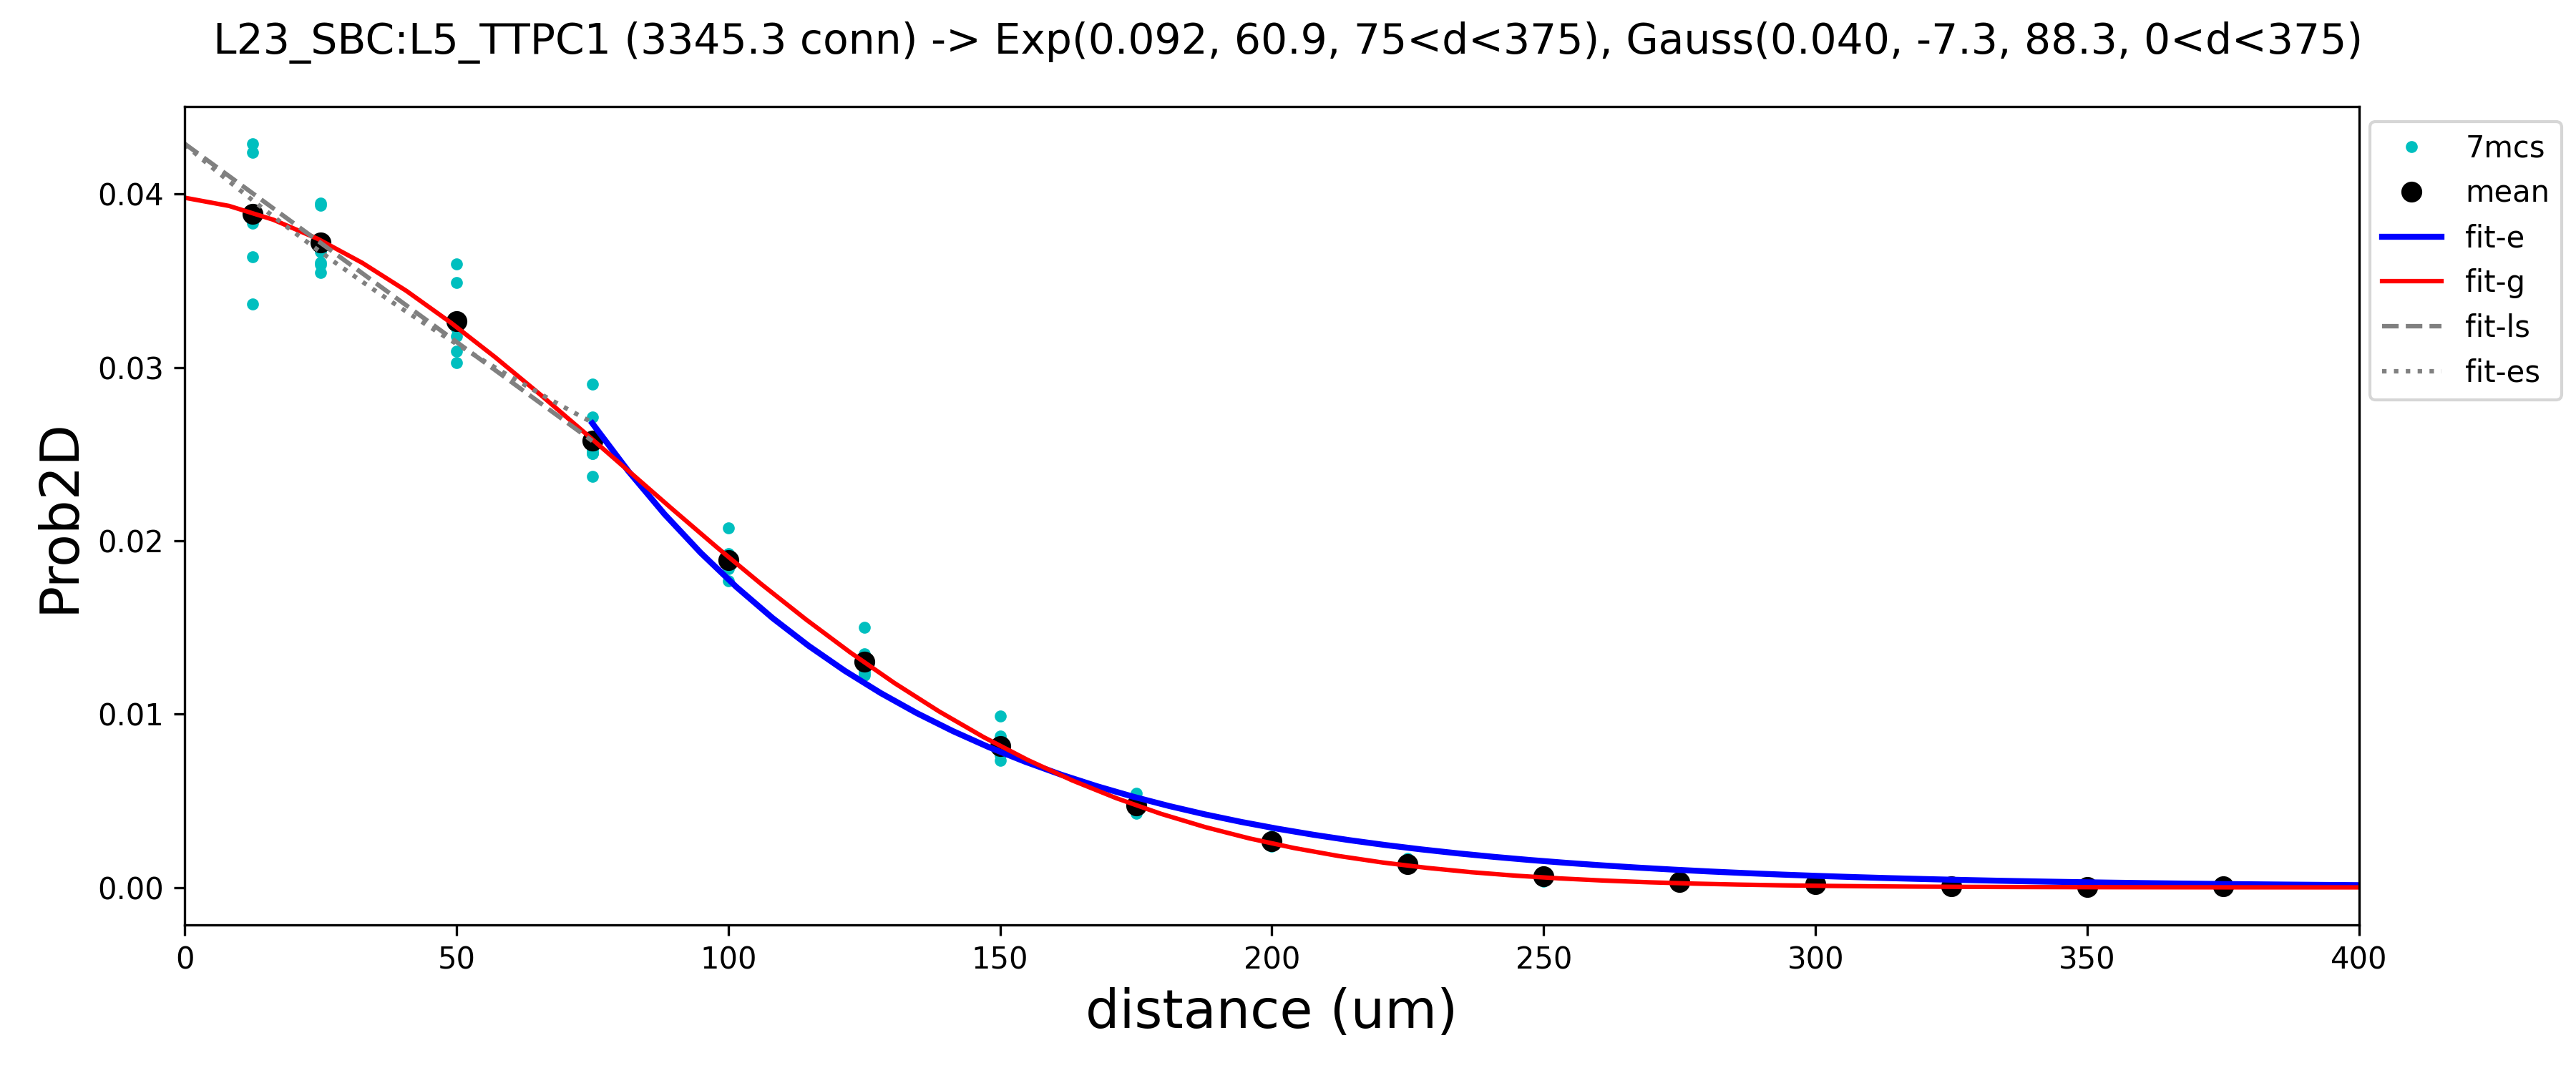 L23_SBC:L5_TTPC1 (3345.3 conn) -> Exp(0.092, 60.9, 75<d<375), Gauss(0.040, -7.3, 88.3, 0<d<375)
7mcs
mean
fit-e
fit-g
fit-ls
fit-es
Prob2D
0.04
0.03
0.02
0.01
0.00
0 50 100 150 200 250 300 350 400
distance (um)